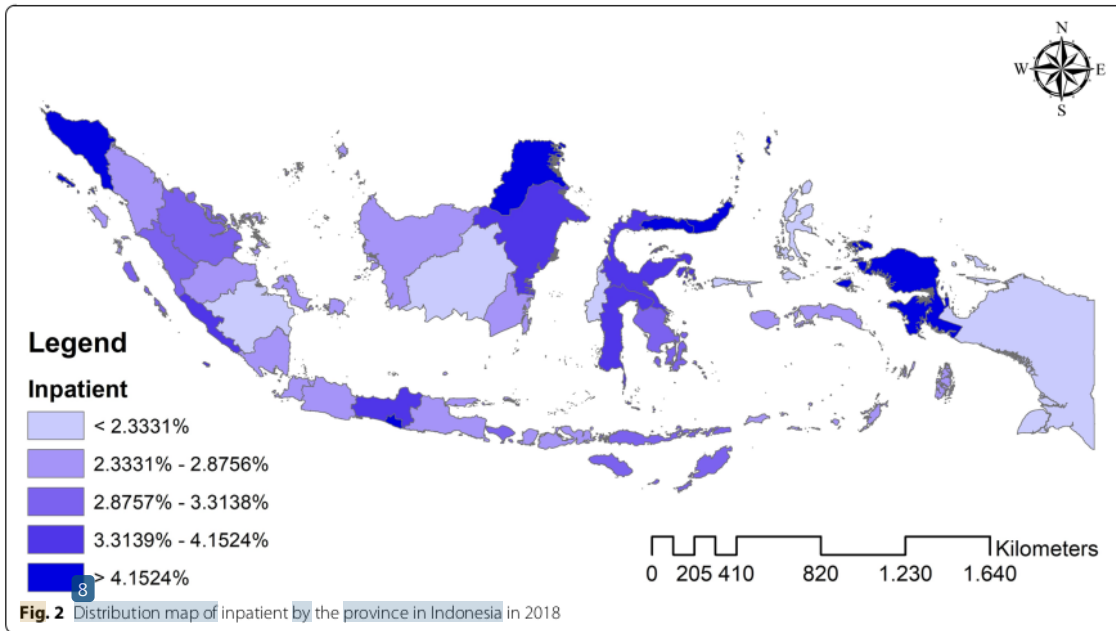 N
W E
S
Legend
Inpatient
< 2.3331%
2.3331% - 2.8756%
2.8757% - 3.3138%
3.3139% - 4.1524%
> 4.1524%
Kilometers
0 205 410 820 1.230 1.640
8
Fig. 2 Distribution map of inpatient by the province in Indonesia in 2018